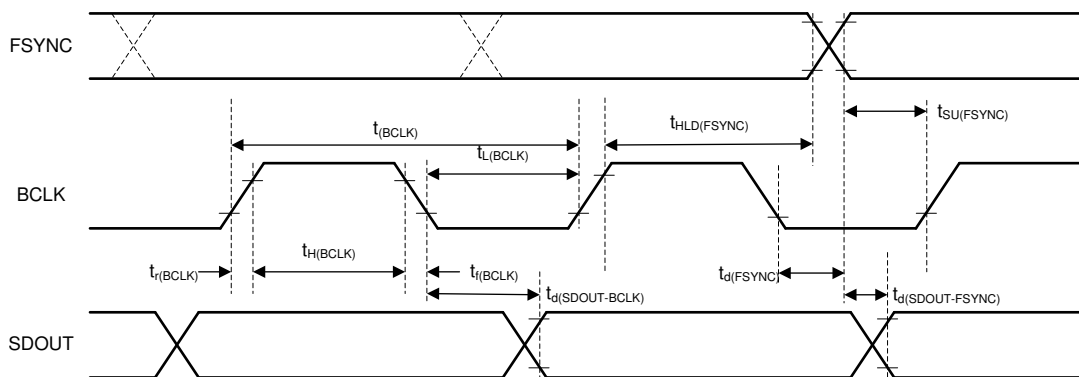 FSYNC
t(BCLK)
tHLD(FSYNC)
tSU(FSYNC)
tL(BCLK)
BCLK
tH(BCLK)
tr(BCLK)
tf(BCLK)
td(FSYNC)
td(SDOUT-BCLK)
td(SDOUT-FSYNC)
SDOUT